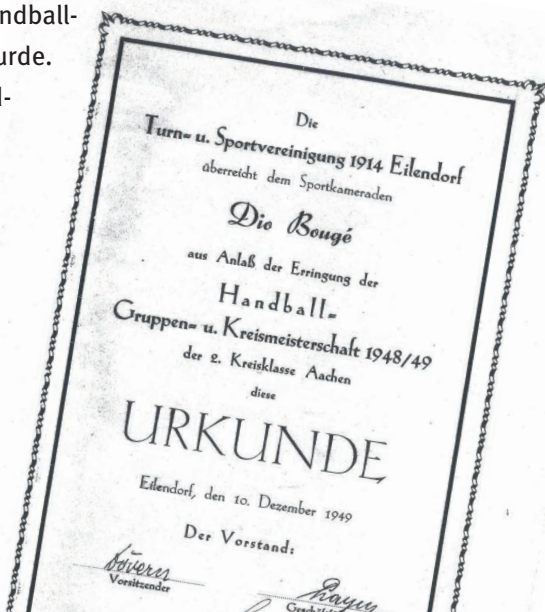 ndball-
urde.
l-
Die
Turn= u. Sportvereinigung 1914 Eilendorf
überreicht dem Sportkameraden
Dio Bougé
aus Anlaß der Erringung der
Handball=
Gruppen= u. Kreismeisterschaft 1948/49
der 2. Kreisklasse Aachen
diese
URKUNDE
Eilendorf, den 10. Dezember 1949
Der Vorstand:
Vorsitzender